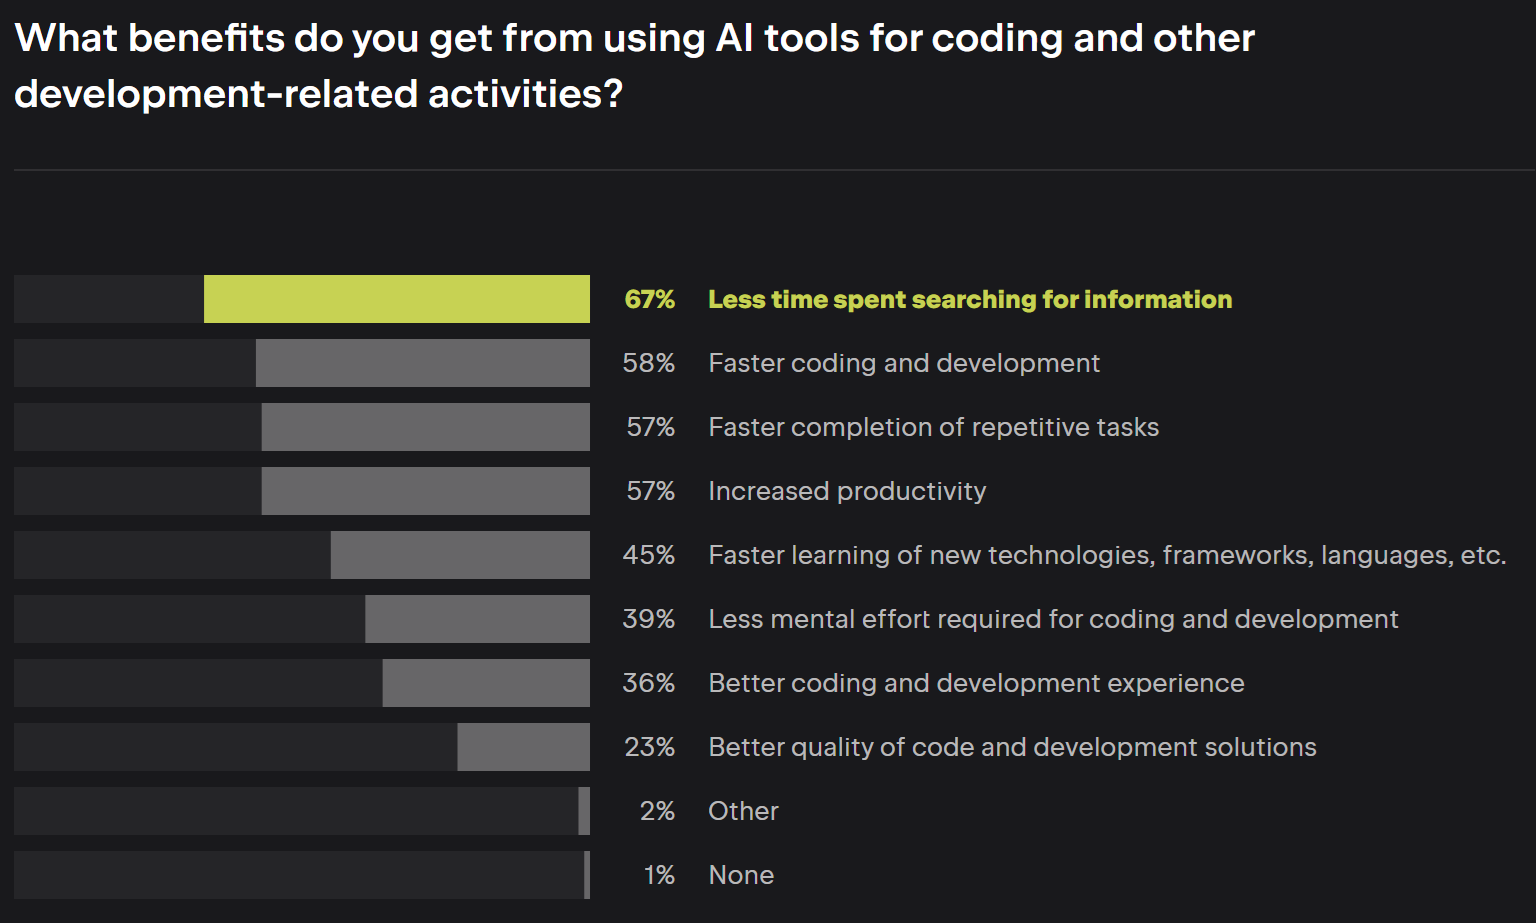 What benefits do you get from using AI tools for coding and other
development-related activities?
67% Less time spent searching for information
58% Faster coding and development
57% Faster completion of repetitive tasks
57% Increased productivity
45% Faster learning of new technologies, frameworks, languages, etc.
39% Less mental effort required for coding and development
36% Better coding and development experience
23% Better quality of code and development solutions
2% Other
1% None